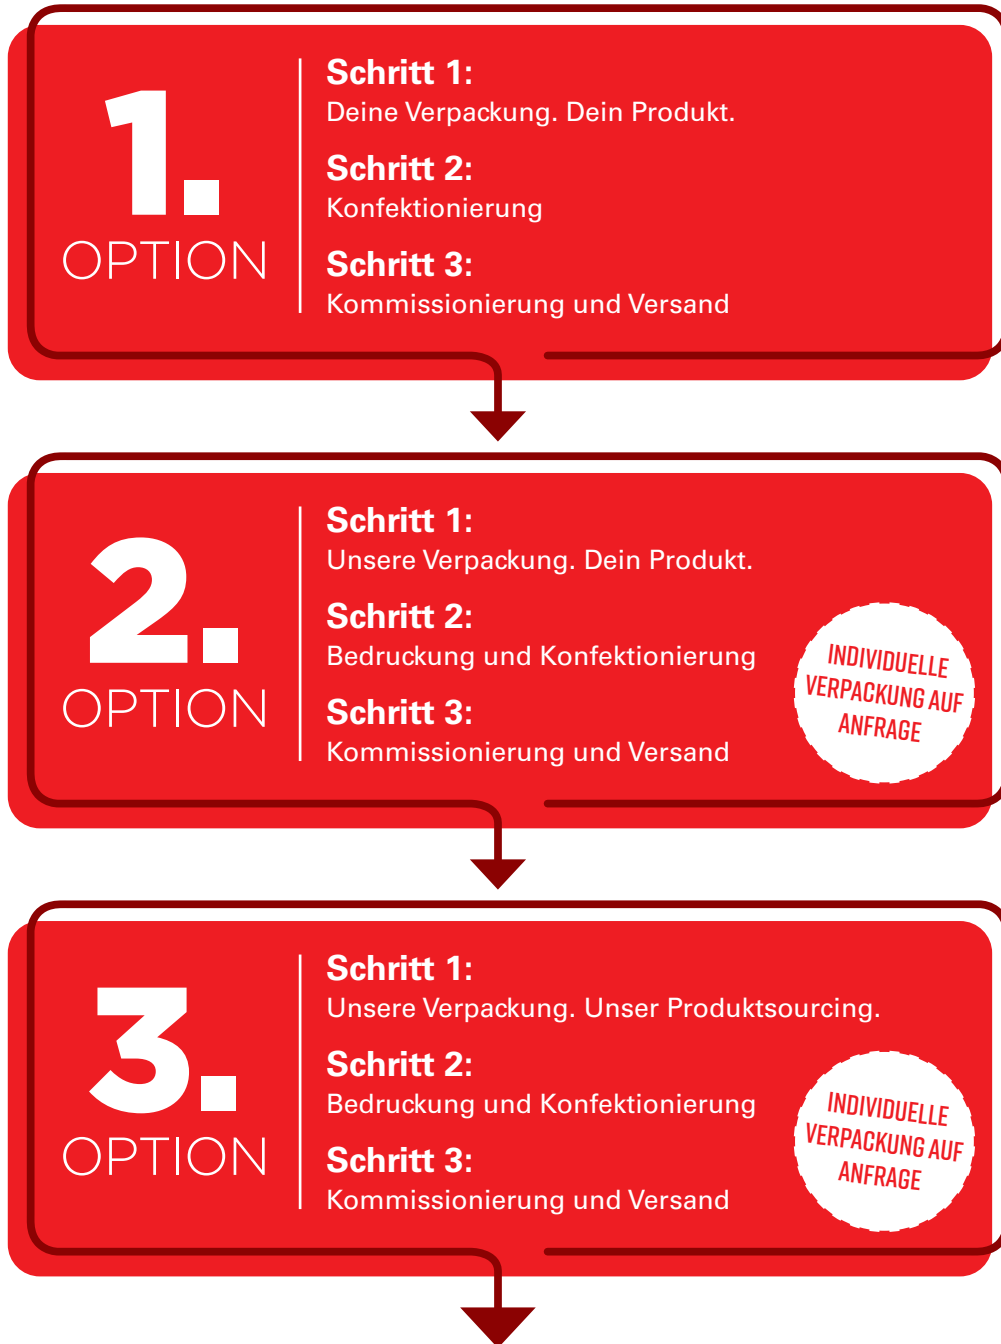 1.
OPTION
Schritt 1:
Deine Verpackung. Dein Produkt.
Schritt 2:
Konfektionierung
Schritt 3:
Kommissionierung und Versand
2.
OPTION
Schritt 1:
Unsere Verpackung. Dein Produkt.
Schritt 2:
Bedruckung und Konfektionierung
Schritt 3:
Kommissionierung und Versand
INDIVIDUELLE
VERPACKUNG AUF
ANFRAGE
3.
OPTION
Schritt 1:
Unsere Verpackung. Unser Produktsourcing.
Schritt 2:
Bedruckung und Konfektionierung
Schritt 3:
Kommissionierung und Versand
INDIVIDUELLE
VERPACKUNG AUF
ANFRAGE